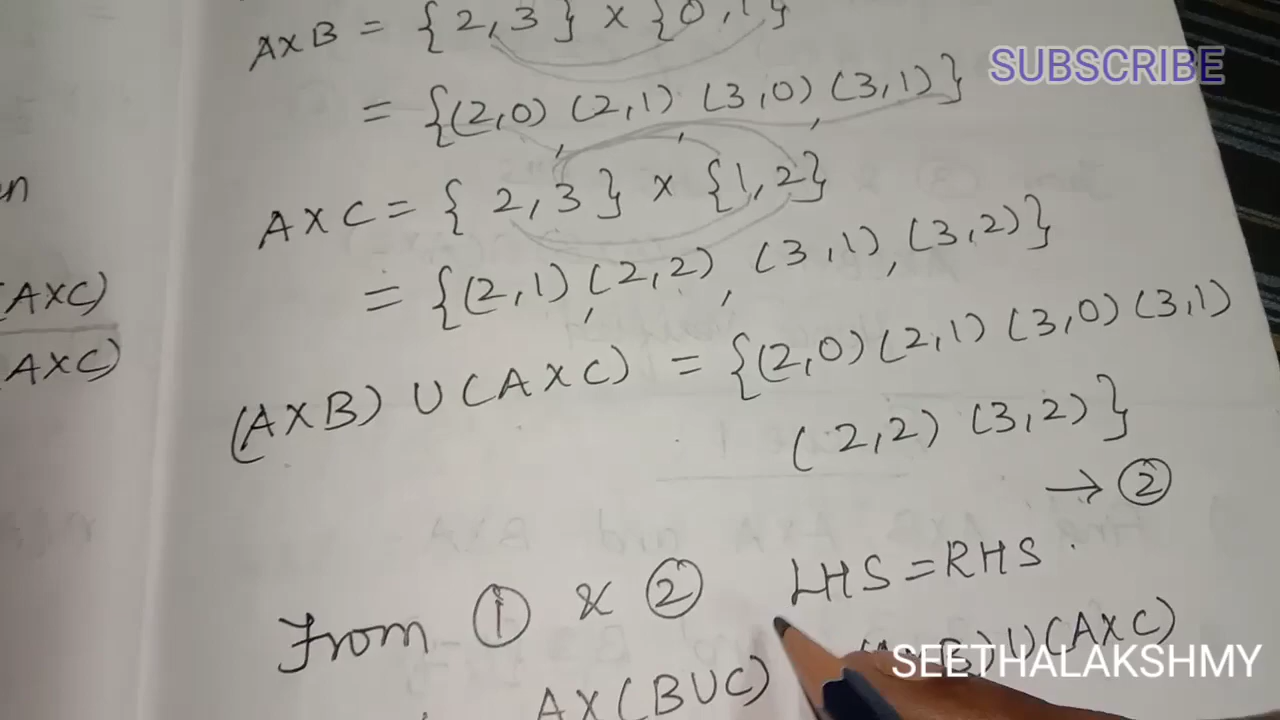 A×B = { 2,3 } × {0,1}
SUBSCRIBE
= {(2,0) (2,1) (3,0) (3,1)}
n
A×C = { 2,3 } × {1,2}
= {(2,1), (2,2), (3,1), (3,2)}
(A×C)
A×C)
(A×B) ∪ (A×C) = {(2,0) (2,1) (3,0) (3,1)
(2,2) (3,2)}
→ ②
From ① & ② LHS = RHS
A×(B∪C) B) ∪ (A×C)
SEETHALAKSHMY